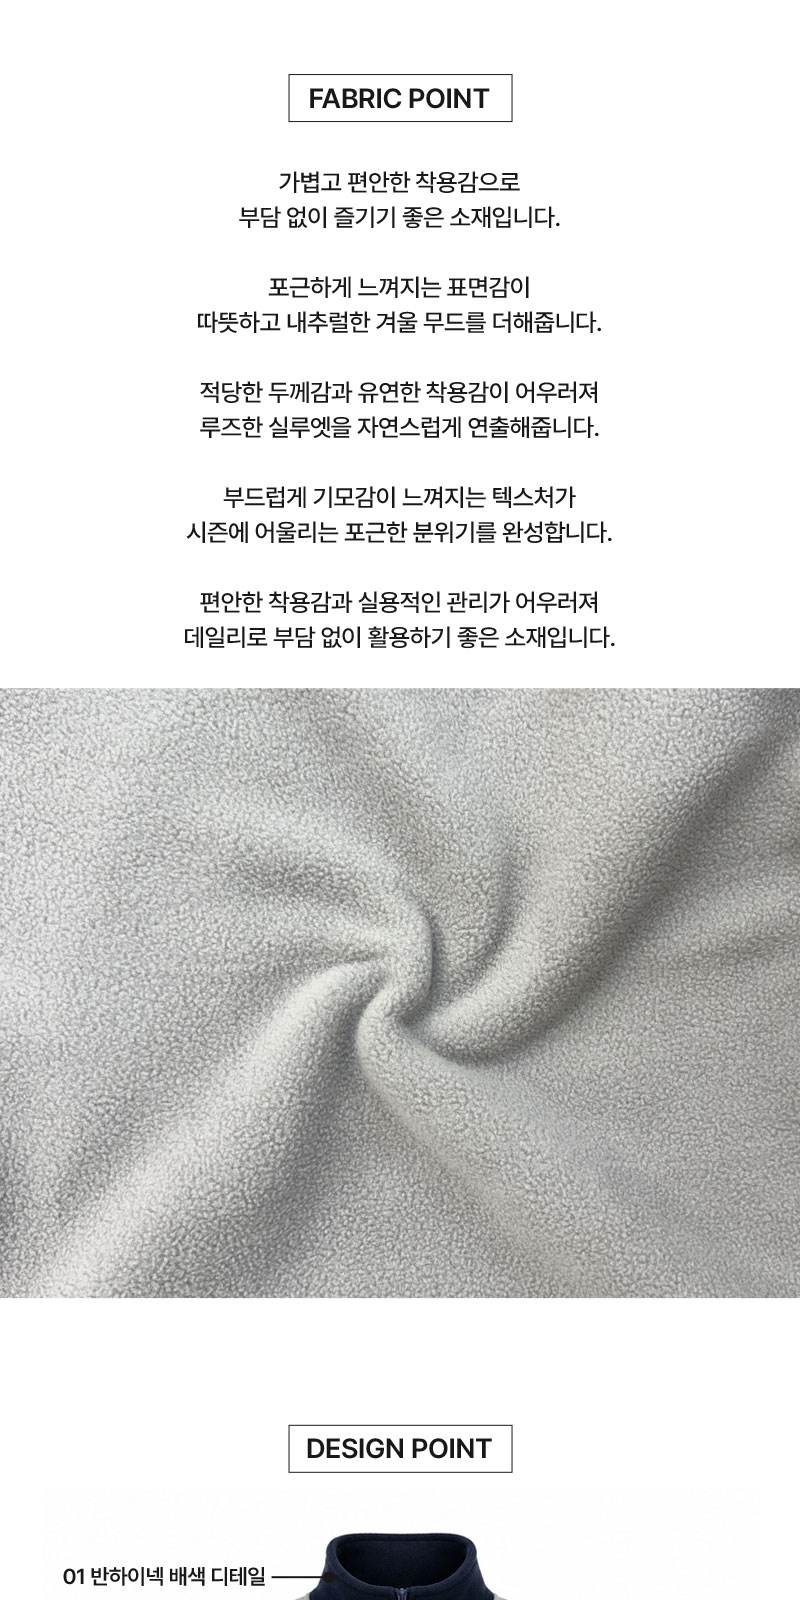 FABRIC POINT
가볍고 편안한 착용감으로
부담 없이 즐기기 좋은 소재입니다.
포근하게 느껴지는 표면감이
따뜻하고 내추럴한 겨울 무드를 더해줍니다.
적당한 두께감과 유연한 착용감이 어우러져
루즈한 실루엣을 자연스럽게 연출해줍니다.
부드럽게 기모감이 느껴지는 텍스처가
시즌에 어울리는 포근한 분위기를 완성합니다.
편안한 착용감과 실용적인 관리가 어우러져
데일리로 부담 없이 활용하기 좋은 소재입니다.
DESIGN POINT
01 반하이넥 배색 디테일